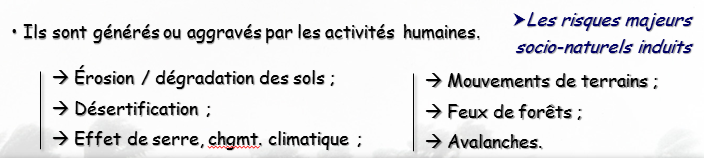 ➢Les risques majeurs
socio-naturels induits
• Ils sont générés ou aggravés par les activités humaines.
→ Érosion / dégradation des sols ;
→ Désertification ;
→ Effet de serre, chgmt. climatique ;
→ Mouvements de terrains ;
→ Feux de forêts ;
→ Avalanches.